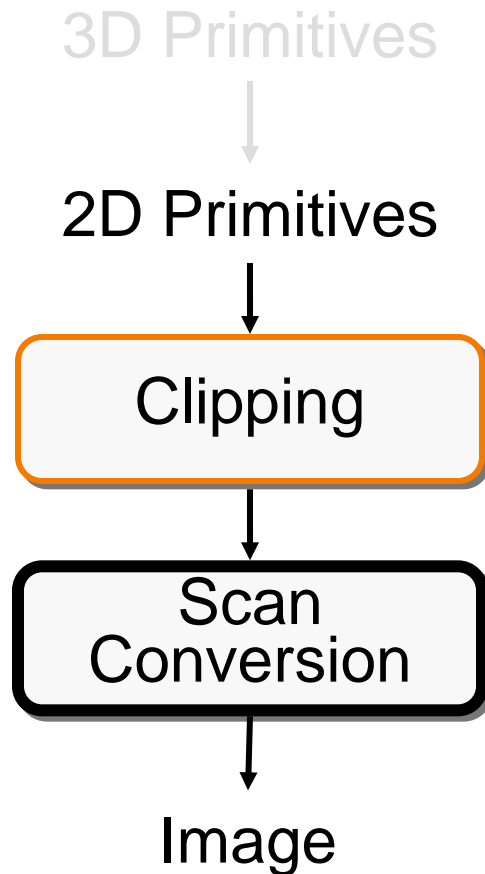 3D Primitives
2D Primitives
Clipping
Scan
Conversion
Image